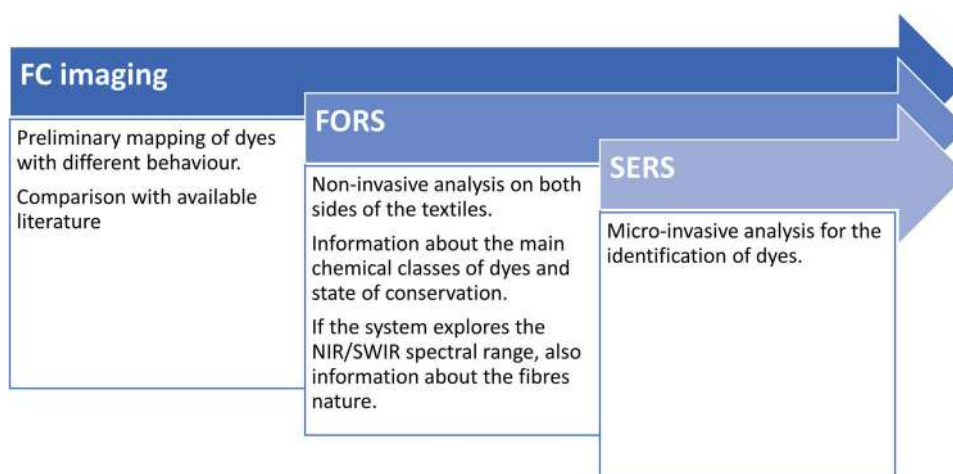 FC imaging
Preliminary mapping of dyes
with different behaviour.
Comparison with available
literature
FORS
Non-invasive analysis on both
sides of the textiles.
Information about the main
chemical classes of dyes and
state of conservation.
If the system explores the
NIR/SWIR spectral range, also
information about the fibres
nature.
SERS
Micro-invasive analysis for the
identification of dyes.